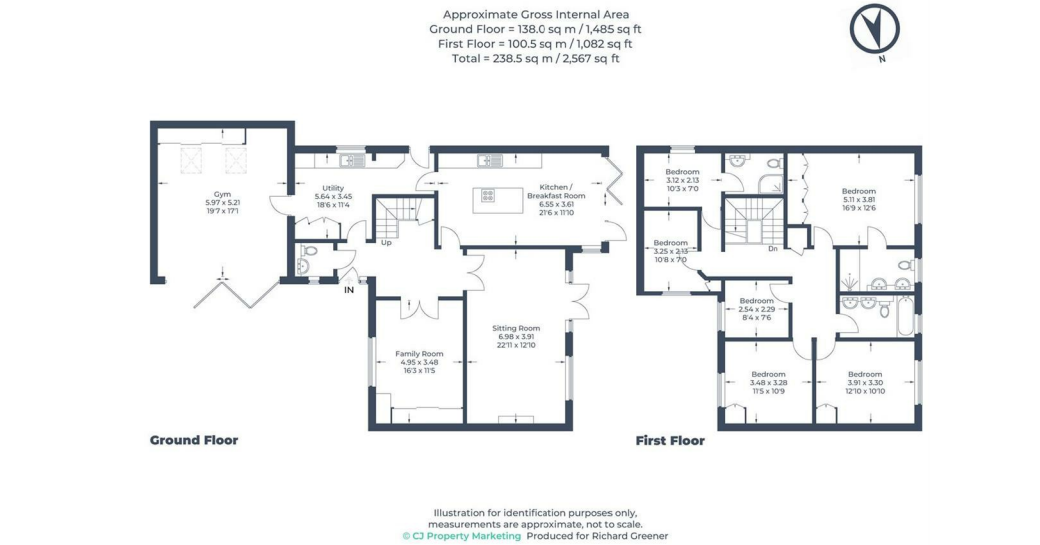 Approximate Gross Internal Area
Ground Floor = 138.0 sq m / 1,485 sq ft
First Floor = 100.5 m / 1,082 sq ft
Total = 238.5 sq m / 2,567 sq ft
N
Gym
5.97 x 5.21
19'7 x 17'1
Utility
5.64 x 3.45
18'6 x 11'4
Kitchen /
Breakfast Room
6.55 x 3.61
21'6 x 11'10
Up
IN
Sitting Room
6.98 x 3.91
22'11 x 12'10
Family Room
4.95 x 3.48
16'3 x 11'5
Ground Floor
Bedroom
3.12 x 2.13
10'3 x 7'0
Bedroom
5.11 x 3.81
16'9 x 12'6
Bedroom
3.25 x 2.13
10'8 x 7'0
Dn
Bedroom
2.54 x 2.29
8'4 x 7'6
Bedroom
3.48 x 3.28
11'5 x 10'9
Bedroom
3.91 x 3.30
12'10 x 10'10
First Floor
Illustration for identification purposes only,
measurements are approximate, not to scale.
© CJ Property Marketing Produced for Richard Greener